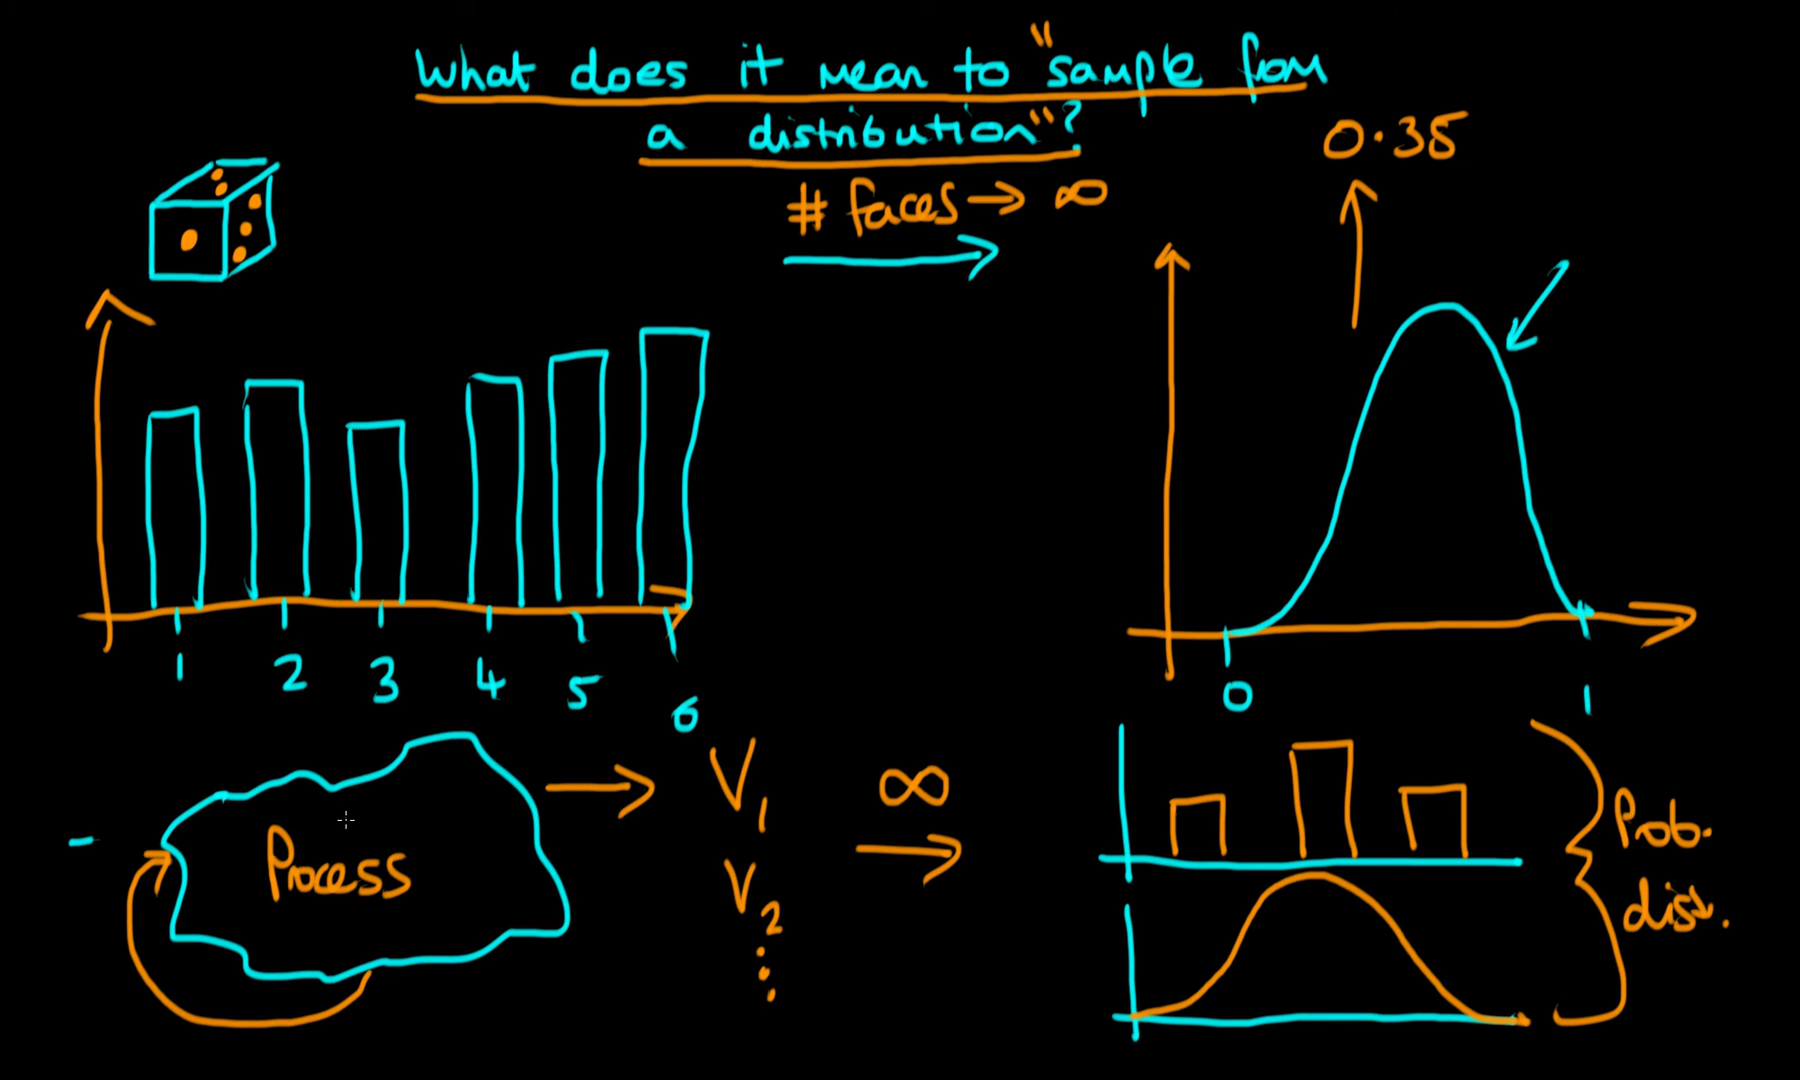 What does it mean to "sample from
a distribution"?
# faces → ∞
0.35
1 2 3 4 5 6
0 1
Process
V1
V2
⋮
∞
Prob.
dist.